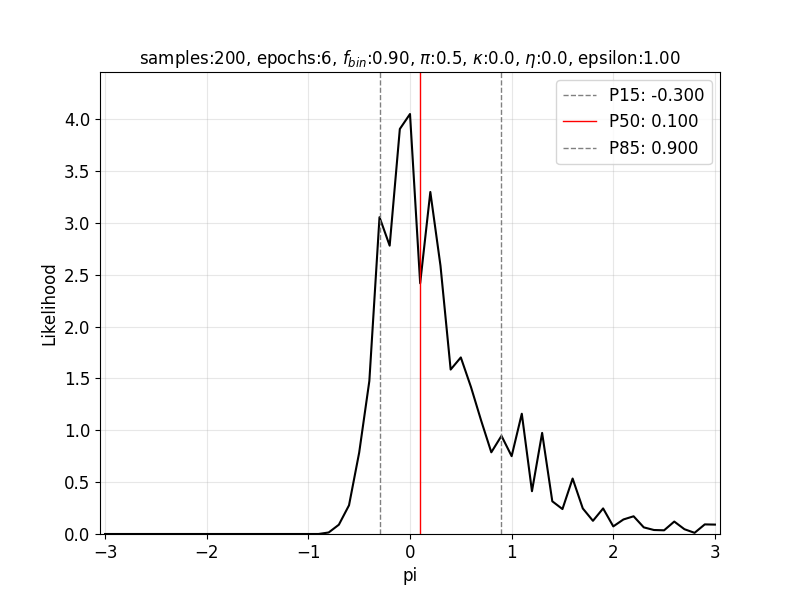 samples:200, epochs:6, f_bin:0.90, π:0.5, κ:0.0, η:0.0, epsilon:1.00
P15: -0.300
P50: 0.100
P85: 0.900
Likelihood
4.0
3.5
3.0
2.5
2.0
1.5
1.0
0.5
0.0
−3 −2 −1 0 1 2 3
pi